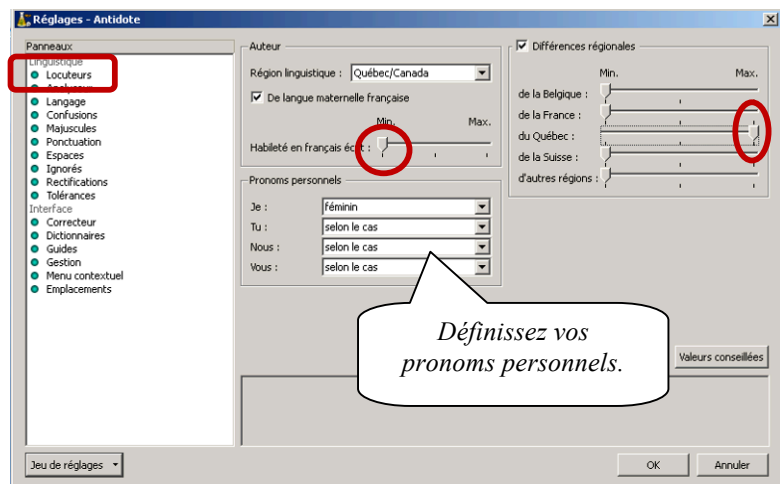 Réglages - Antidote
Panneaux
Linguistique
Locuteurs
Analyseur
Langage
Confusions
Majuscules
Ponctuation
Espaces
Ignorés
Rectifications
Tolérances
Interface
Correcteur
Dictionnaires
Guides
Gestion
Menu contextuel
Emplacements
Auteur
Région linguistique : Québec/Canada
De langue maternelle française
Min. Max.
Habileté en français écrit :
Pronoms personnels
Je : féminin
Tu : selon le cas
Nous : selon le cas
Vous : selon le cas
Différences régionales
Min. Max.
de la Belgique :
de la France :
du Québec :
de la Suisse :
d'autres régions :
Définissez vos
pronoms personnels.
Valeurs conseillées
Jeu de réglages
OK Annuler